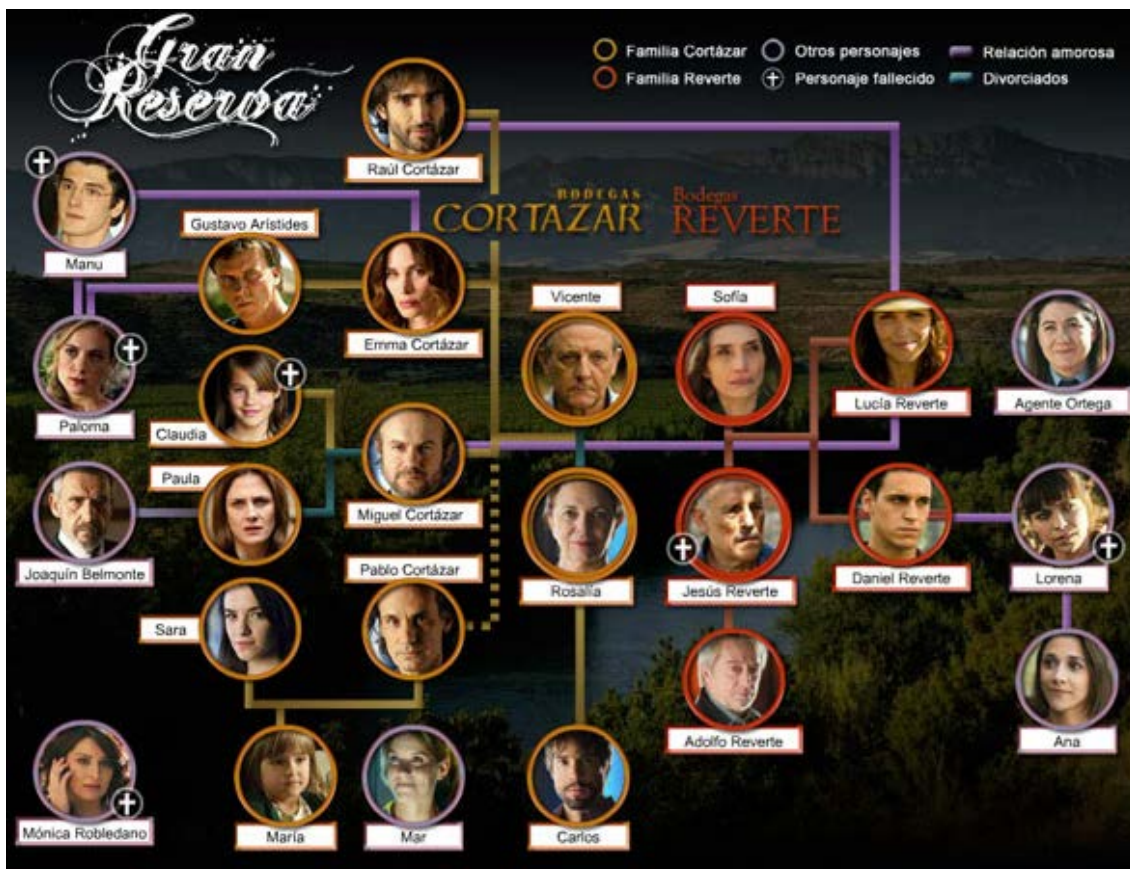 Gran
Reserva
Familia Cortázar
Otros personajes
Relación amorosa
Familia Reverte
Personaje fallecido
Divorciados
Raúl Cortázar
BODEGAS
CORTAZAR
Bodegas
REVERTE
Manu
Gustavo Arístides
Emma Cortázar
Vicente
Sofía
Lucía Reverte
Agente Ortega
Paloma
Claudia
Paula
Miguel Cortázar
Joaquín Belmonte
Pablo Cortázar
Rosalía
Jesús Reverte
Daniel Reverte
Lorena
Sara
Adolfo Reverte
Ana
Mónica Robledano
María
Mar
Carlos